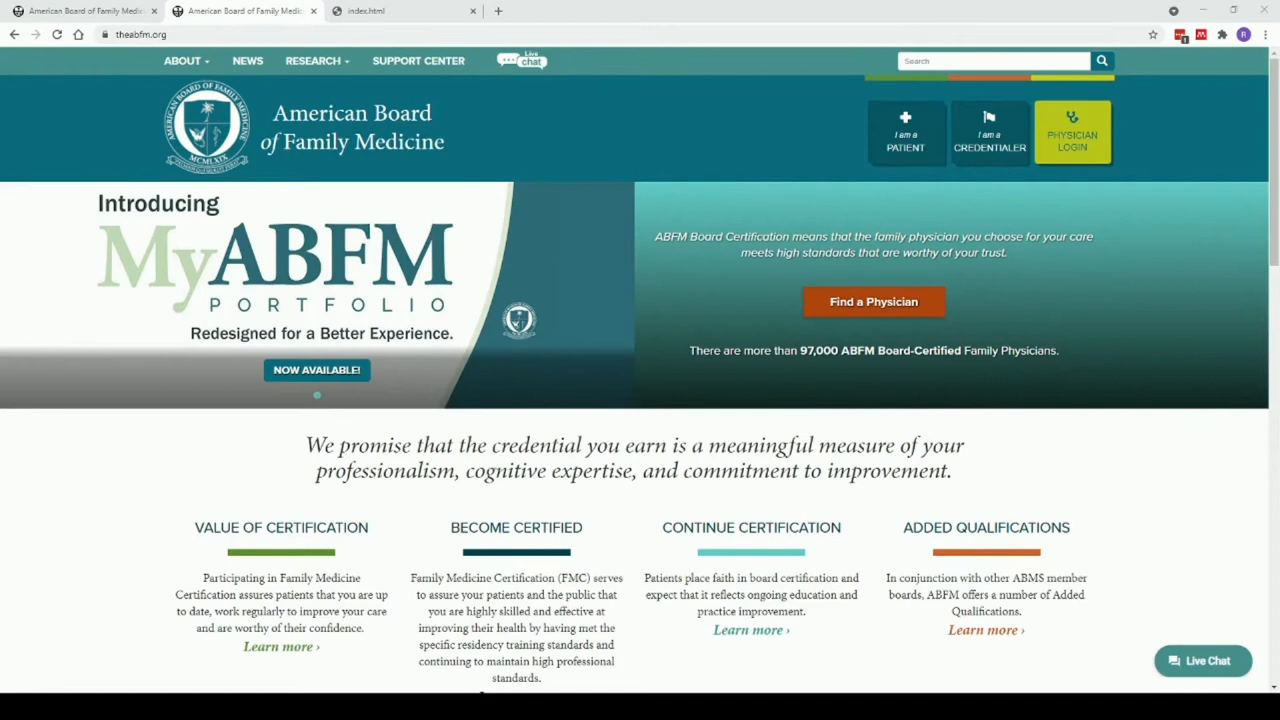 American Board of Family Medic
American Board of Family Medic
index.html
theabfm.org
ABOUT
NEWS
RESEARCH
SUPPORT CENTER
Live
chat
Search
AMERICAN BOARD OF FAMILY MEDICINE
MCMLXIX
American Board
of Family Medicine
I am a
PATIENT
I am a
CREDENTIALER
PHYSICIAN
LOGIN
Introducing
MyABFM
PORTFOLIO
Redesigned for a Better Experience.
NOW AVAILABLE!
ABFM Board Certification means that the family physician you choose for your care
meets high standards that are worthy of your trust.
Find a Physician
There are more than 97,000 ABFM Board-Certified Family Physicians.
We promise that the credential you earn is a meaningful measure of your
professionalism, cognitive expertise, and commitment to improvement.
VALUE OF CERTIFICATION
Participating in Family Medicine
Certification assures patients that you are up
to date, work regularly to improve your care
and are worthy of their confidence.
Learn more ›
BECOME CERTIFIED
Family Medicine Certification (FMC) serves
to assure your patients and the public that
you are highly skilled and effective at
improving their health by having met the
specific residency training standards and
continuing to maintain high professional
standards.
CONTINUE CERTIFICATION
Patients place faith in board certification and
expect that it reflects ongoing education and
practice improvement.
Learn more ›
ADDED QUALIFICATIONS
In conjunction with other ABMS member
boards, ABFM offers a number of Added
Qualifications.
Learn more ›
Live Chat